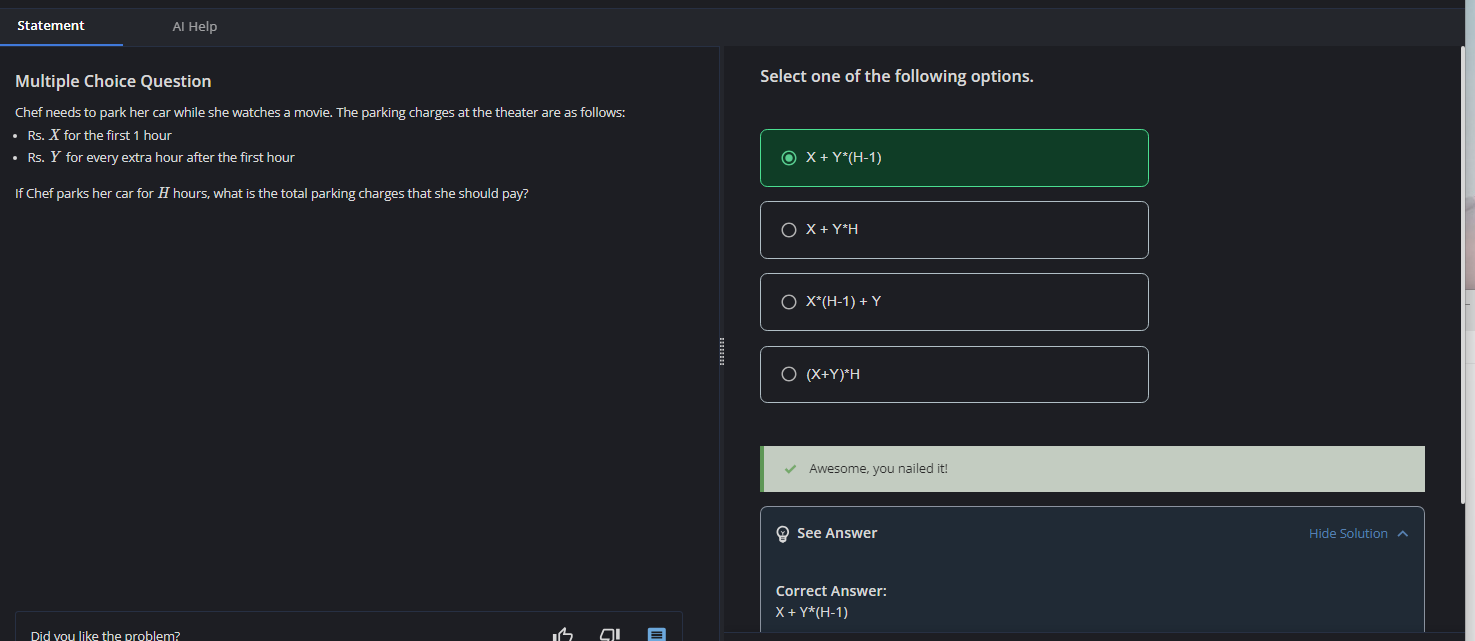 Statement
AI Help
Multiple Choice Question
Chef needs to park her car while she watches a movie. The parking charges at the theater are as follows:
• Rs. X for the first 1 hour
• Rs. Y for every extra hour after the first hour
If Chef parks her car for H hours, what is the total parking charges that she should pay?
Did you like the problem?
Select one of the following options.
X + Y*(H-1)
X + Y*H
X*(H-1) + Y
(X+Y)*H
Awesome, you nailed it!
See Answer
Hide Solution
Correct Answer:
X + Y*(H-1)